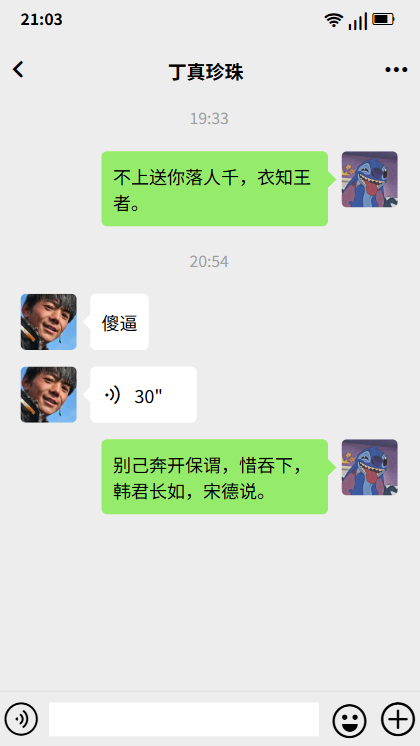 21:03
丁真珍珠
19:33
不上送你落人千，衣知王
者。
20:54
傻逼
30"
别己奔开保谓，惜吞下，
韩君长如，宋德说。